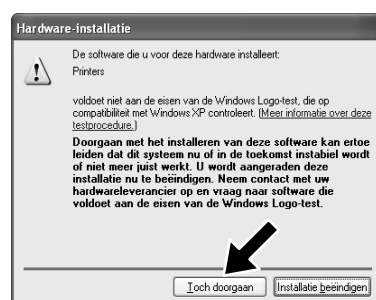 Hardware-installatie
De software die u voor deze hardware installeert:
Printers
voldoet niet aan de eisen van de Windows Logo-test, die op
compatibiliteit met Windows XP controleert. (Meer informatie over deze
testprocedure.)
Doorgaan met het installeren van deze software kan ertoe
leiden dat dit systeem nu of in de toekomst instabiel wordt
of niet meer juist werkt. U wordt aangeraden deze
installatie nu te beëindigen. Neem contact met uw
hardwareleverancier op en vraag naar software die
voldoet aan de eisen van de Windows Logo-test.
Toch doorgaan Installatie beëindigen